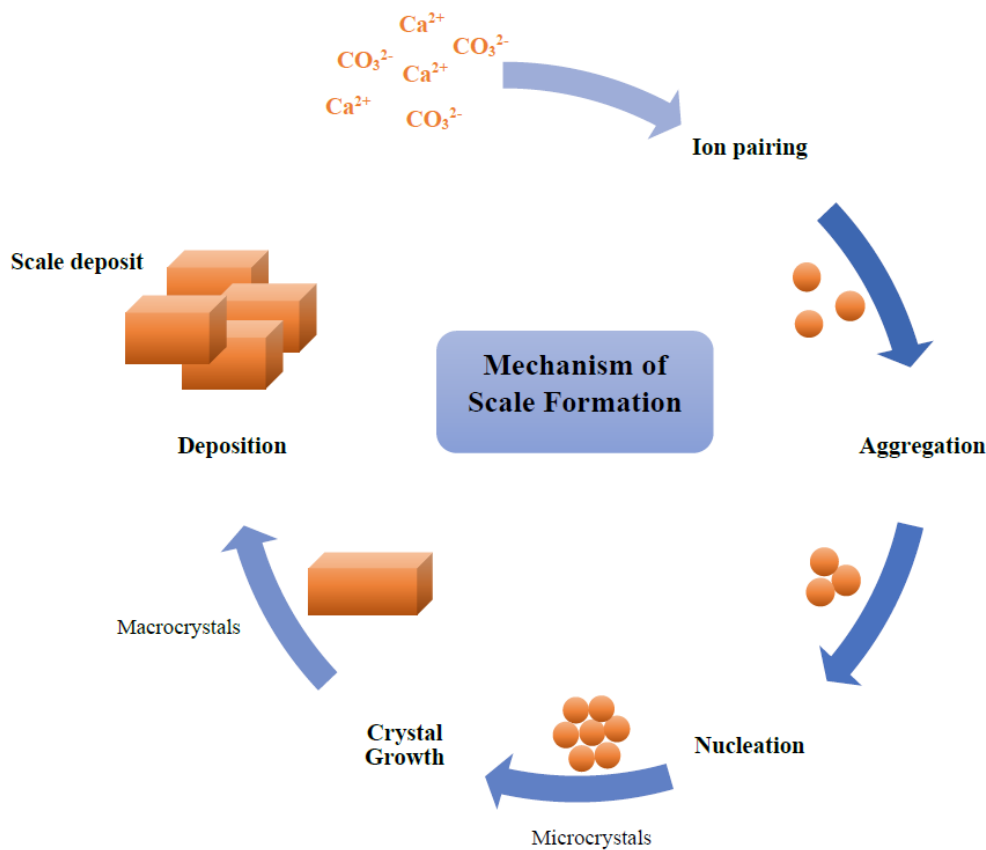 Ca²⁺
CO₃²⁻
CO₃²⁻
Ca²⁺
Ca²⁺
CO₃²⁻
Ion pairing
Scale deposit
Mechanism of
Scale Formation
Deposition
Aggregation
Macrocrystals
Crystal
Growth
Nucleation
Microcrystals